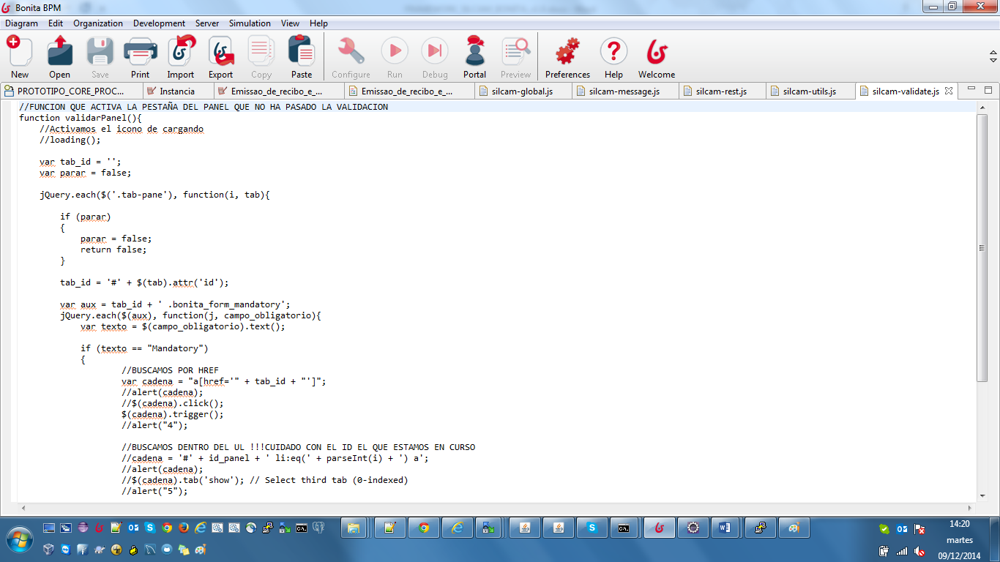 Bonita BPM
Diagram Edit Organization Development Server Simulation View Help
New Open Save Print Import Export Copy Paste Configure Run Debug Portal Preview Preferences Help Welcome
PROTOTIPO_CORE_PROC... Instancia Emissao_de_recibo_e_... Emissao_de_recibo_e_... silcam-global.js silcam-message.js silcam-rest.js silcam-utils.js silcam-validate.js
//FUNCION QUE ACTIVA LA PESTAÑA DEL PANEL QUE NO HA PASADO LA VALIDACION
function validarPanel(){
//Activamos el icono de cargando
//loading();
var tab_id = '';
var parar = false;
jQuery.each($('.tab-pane'), function(i, tab){
if (parar)
{
parar = false;
return false;
}
tab_id = '#' + $(tab).attr('id');
var aux = tab_id + ' .bonita_form_mandatory';
jQuery.each($(aux), function(j, campo_obligatorio){
var texto = $(campo_obligatorio).text();
if (texto == "Mandatory")
{
//BUSCAMOS POR HREF
var cadena = "a[href='" + tab_id + "']";
//alert(cadena);
//$(cadena).click();
$(cadena).trigger();
//alert("4");
//BUSCAMOS DENTRO DEL UL !!!CUIDADO CON EL ID EL QUE ESTAMOS EN CURSO
//cadena = '#' + id_panel + ' li:eq(' + parseInt(i) + ') a';
//alert(cadena);
//$(cadena).tab('show'); // Select third tab (0-indexed)
//alert("5");
14:20
martes
09/12/2014